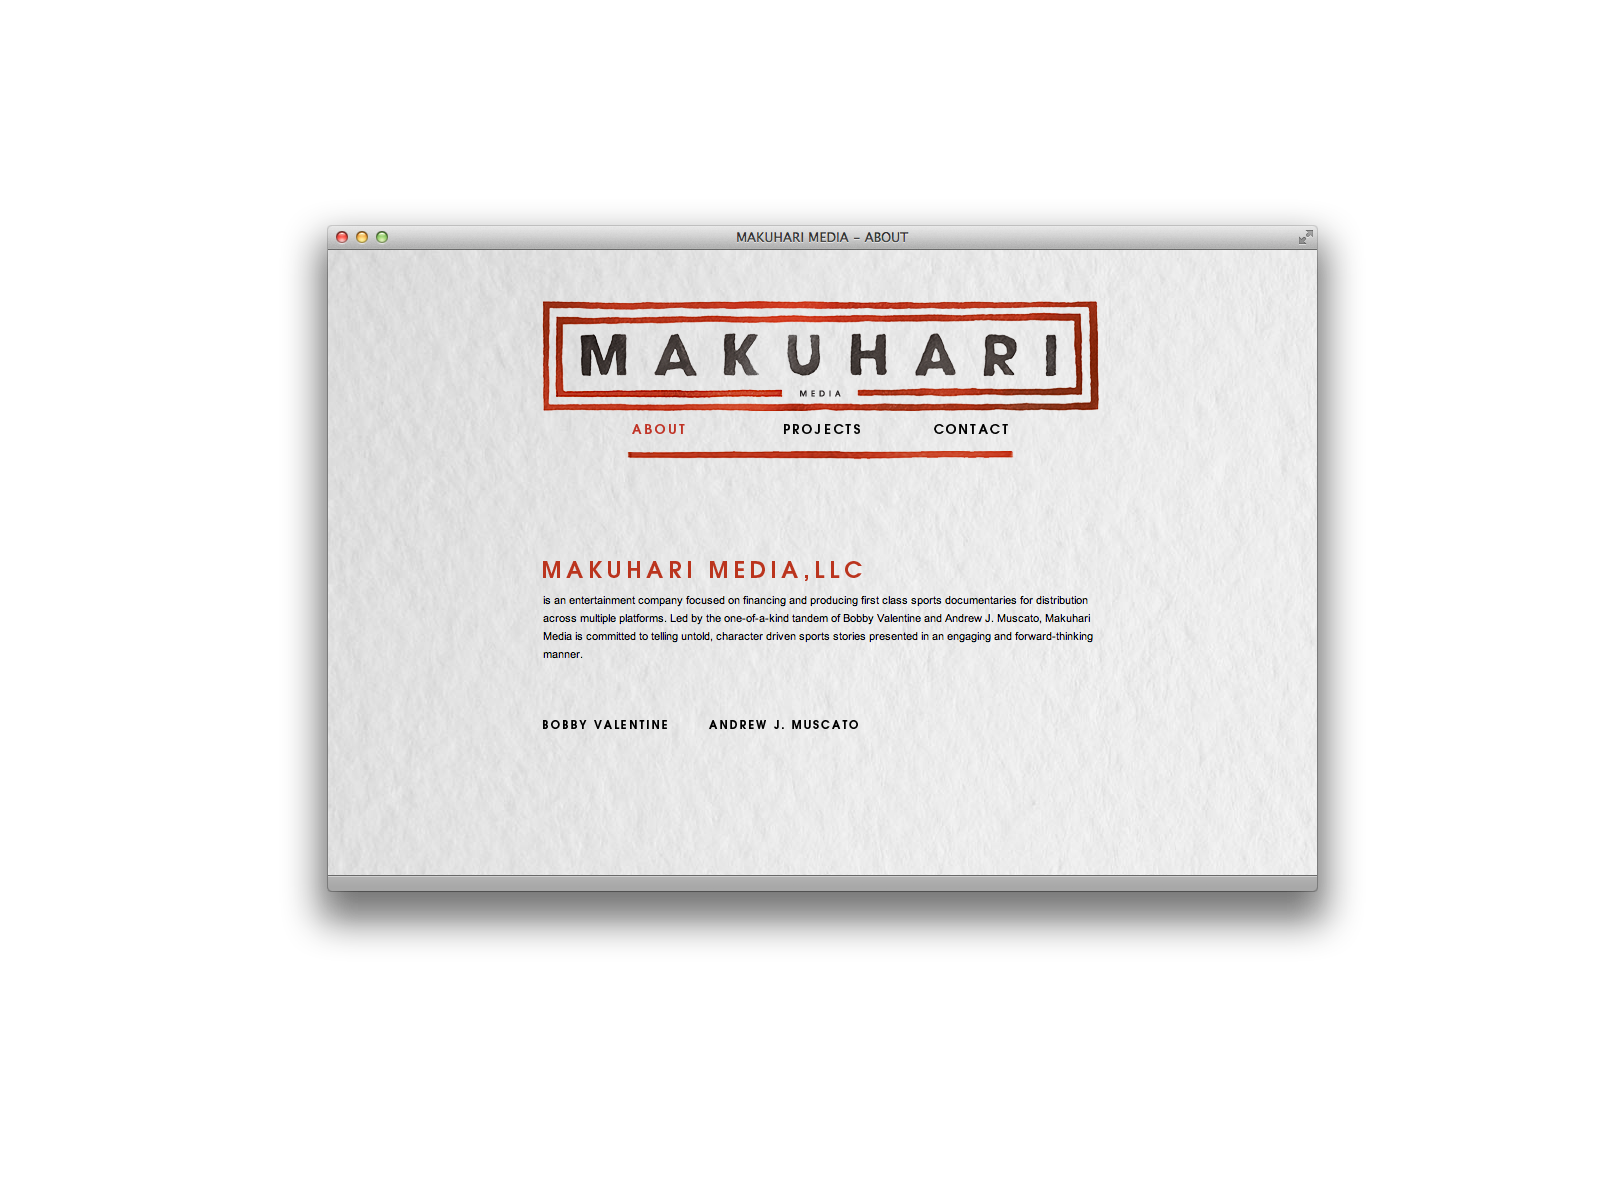 MAKUHARI MEDIA – ABOUT
MAKUHARI
MEDIA
ABOUT PROJECTS CONTACT
MAKUHARI MEDIA,LLC
is an entertainment company focused on financing and producing first class sports documentaries for distribution
across multiple platforms. Led by the one-of-a-kind tandem of Bobby Valentine and Andrew J. Muscato, Makuhari
Media is committed to telling untold, character driven sports stories presented in an engaging and forward-thinking
manner.
BOBBY VALENTINE ANDREW J. MUSCATO